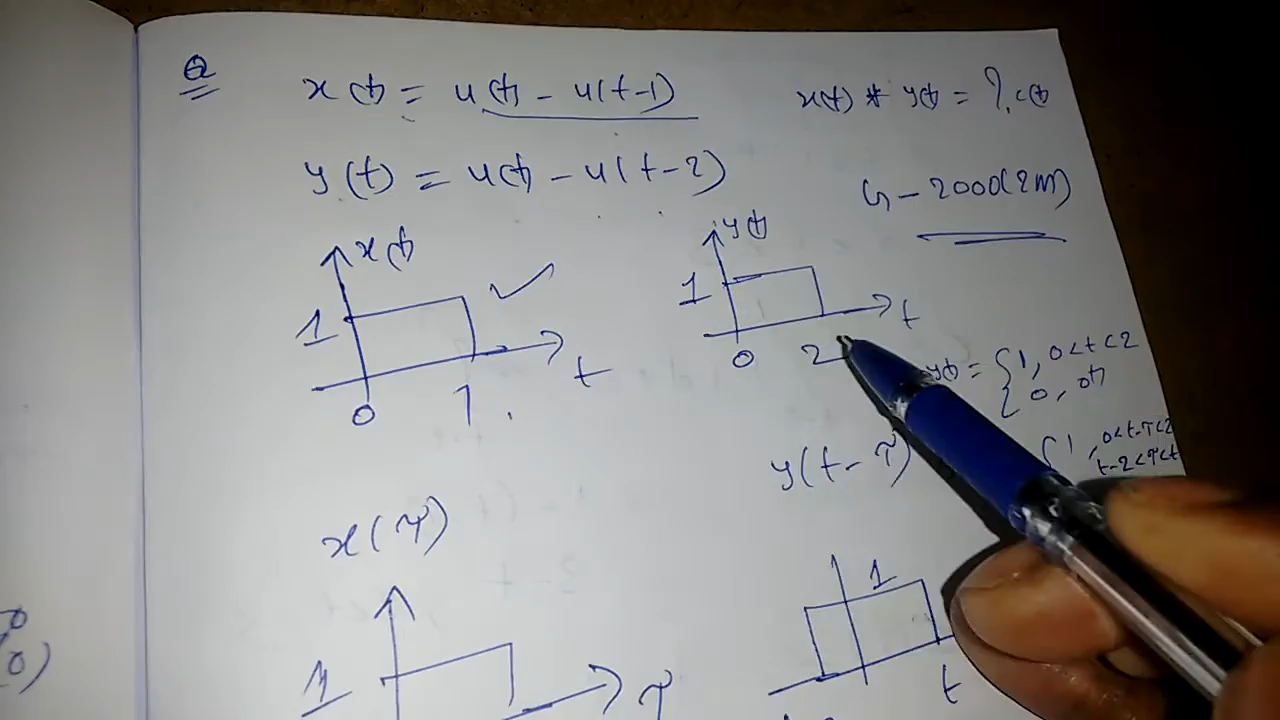 Q x(t) = u(t) - u(t-1) x(t) * y(t) = ? c(t)
y(t) = u(t) - u(t-2) G - 2000(2M)
x(t) y(t)
1 1
t t
0 1 0 2
y(t) = { 1, 0<t<2
0, oth
y(t-τ) { 1, 0<t-τ<2
t-2<τ<t
x(τ)
1 1
τ t